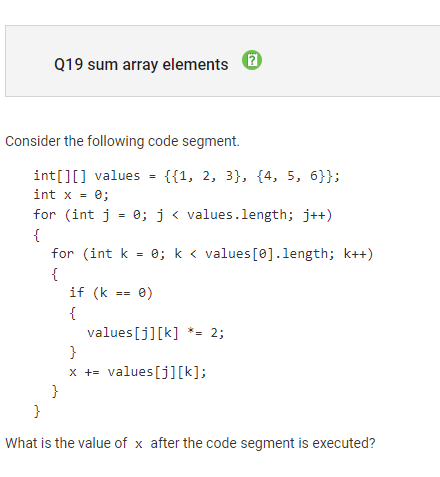 Q19 sum array elements
Consider the following code segment.
int[][] values = {{1, 2, 3}, {4, 5, 6}};
int x = 0;
for (int j = 0; j < values.length; j++)
{
for (int k = 0; k < values[0].length; k++)
{
if (k == 0)
{
values[j][k] *= 2;
}
x += values[j][k];
}
}
What is the value of x after the code segment is executed?